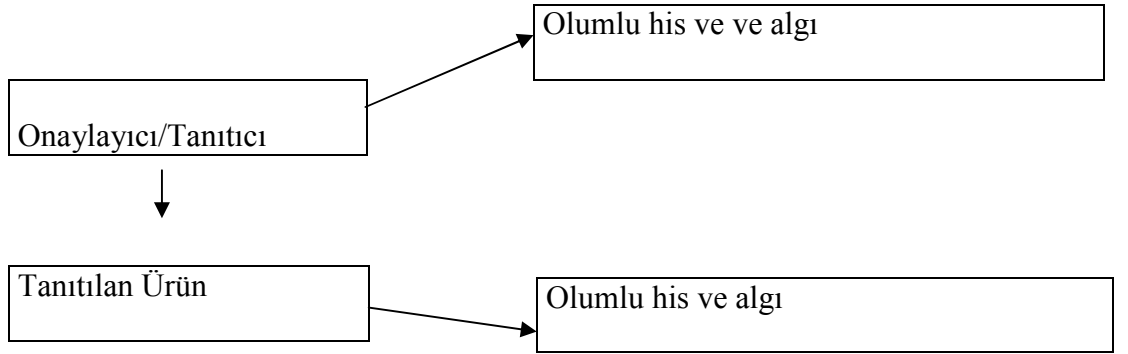 Olumlu his ve ve algı
Onaylayıcı/Tanıtıcı
Tanıtılan Ürün
Olumlu his ve algı